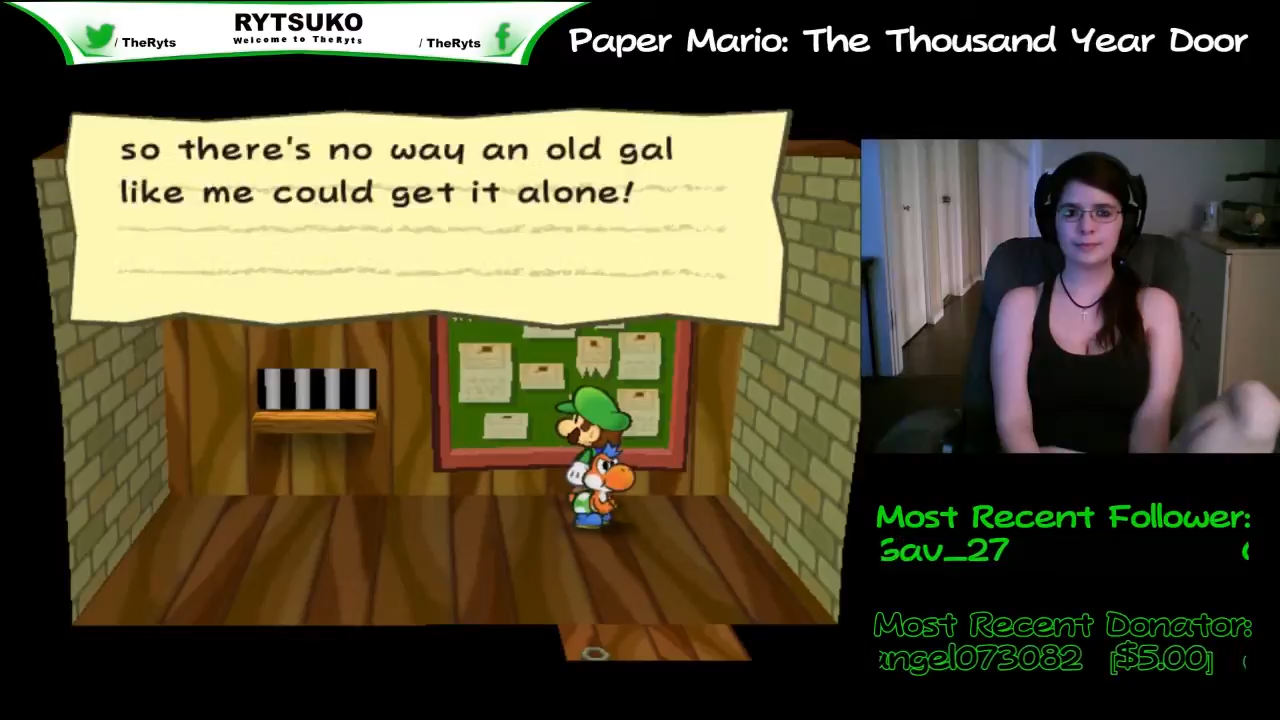 RYTSUKO
Welcome to TheRyts
/ TheRyts
/ TheRyts
Paper Mario: The Thousand Year Door
so there's no way an old gal
like me could get it alone!
Most Recent Follower:
Gav_27
Most Recent Donator:
angel073082 [$5.00]